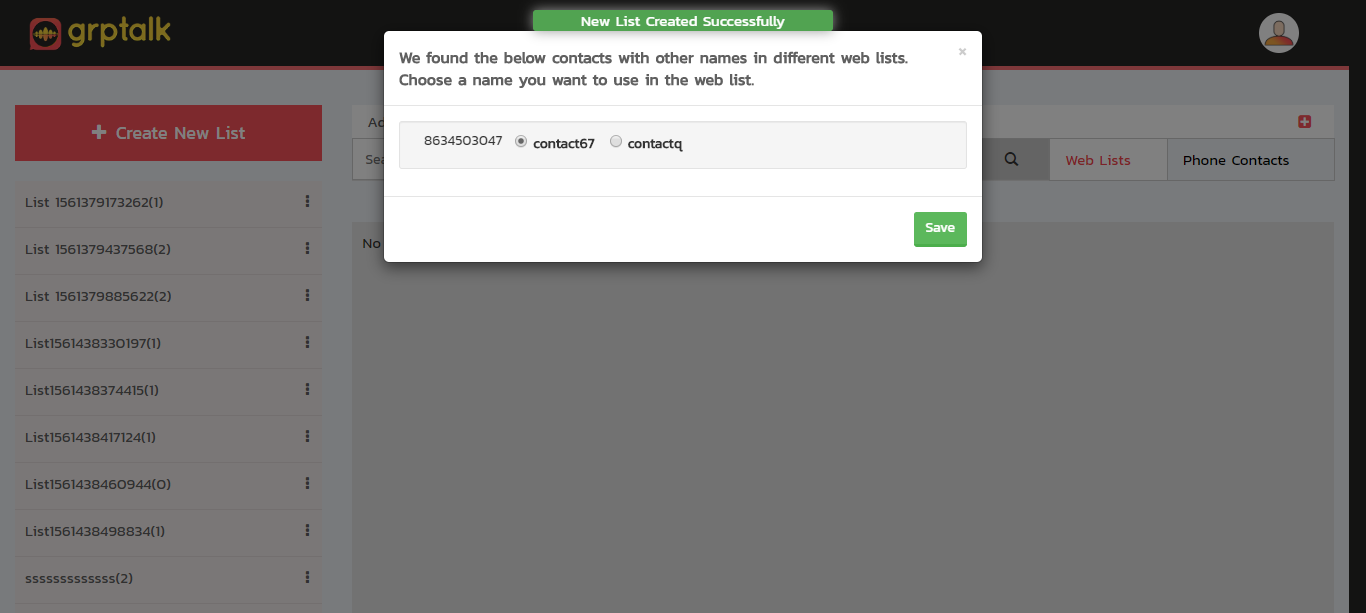 grptalk
New List Created Successfully
We found the below contacts with other names in different web lists.
Choose a name you want to use in the web list.
×
8634503047 contact67 contactq
Save
Create New List
List 1561379173262(1)
List 1561379437568(2)
List 1561379885622(2)
List1561438330197(1)
List1561438374415(1)
List1561438417124(1)
List1561438460944(0)
List1561438498834(1)
sssssssssssss(2)
Web Lists
Phone Contacts
No